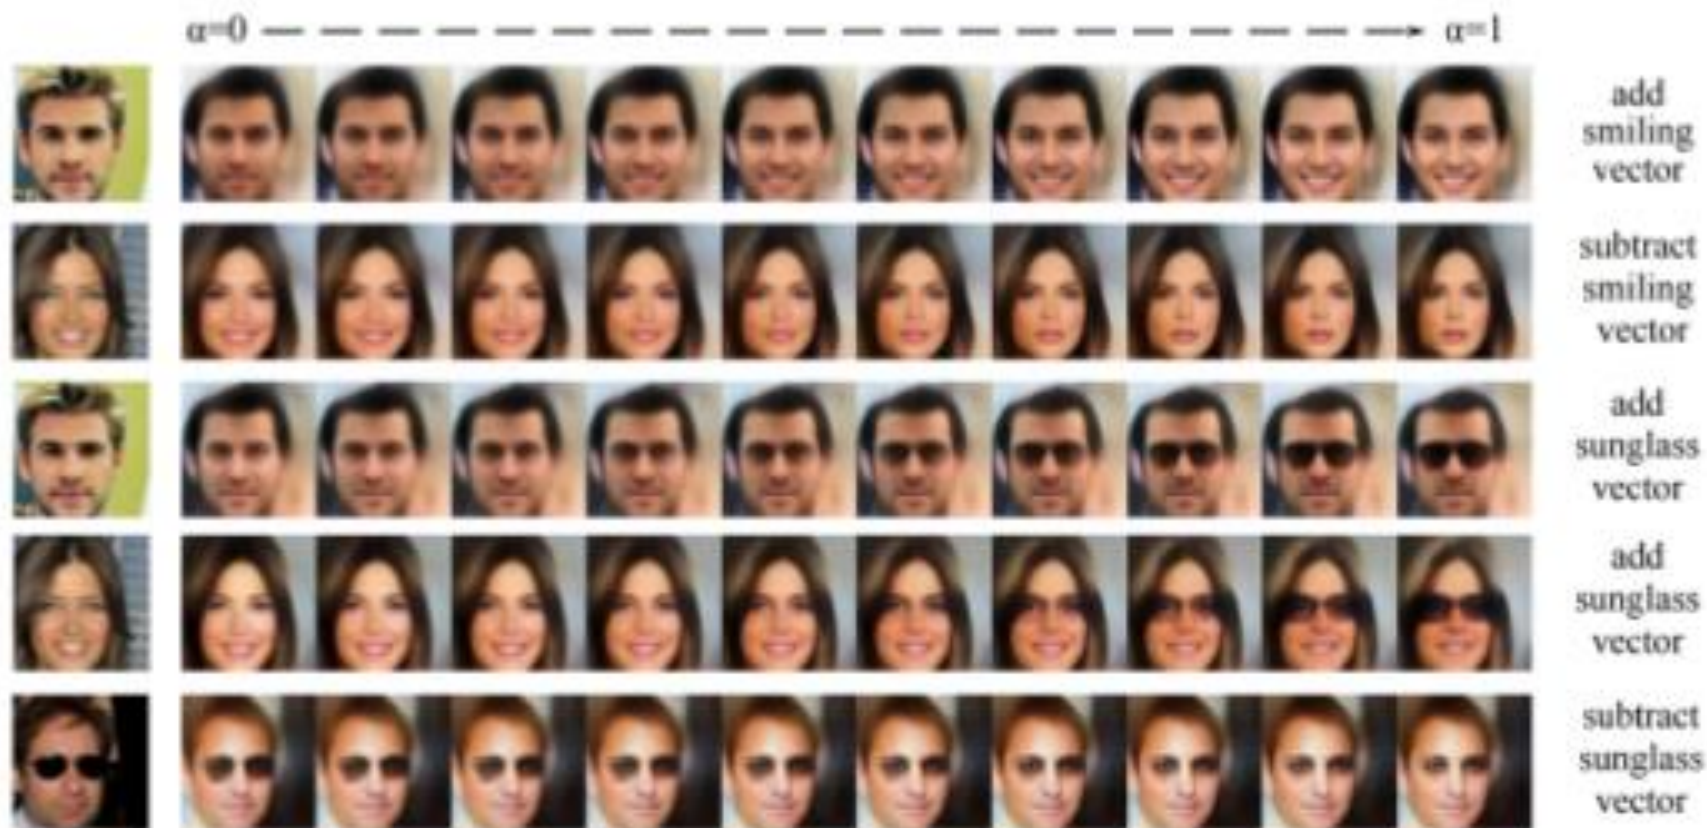 α=0 α=1
add
smiling
vector
subtract
smiling
vector
add
sunglass
vector
add
sunglass
vector
subtract
sunglass
vector